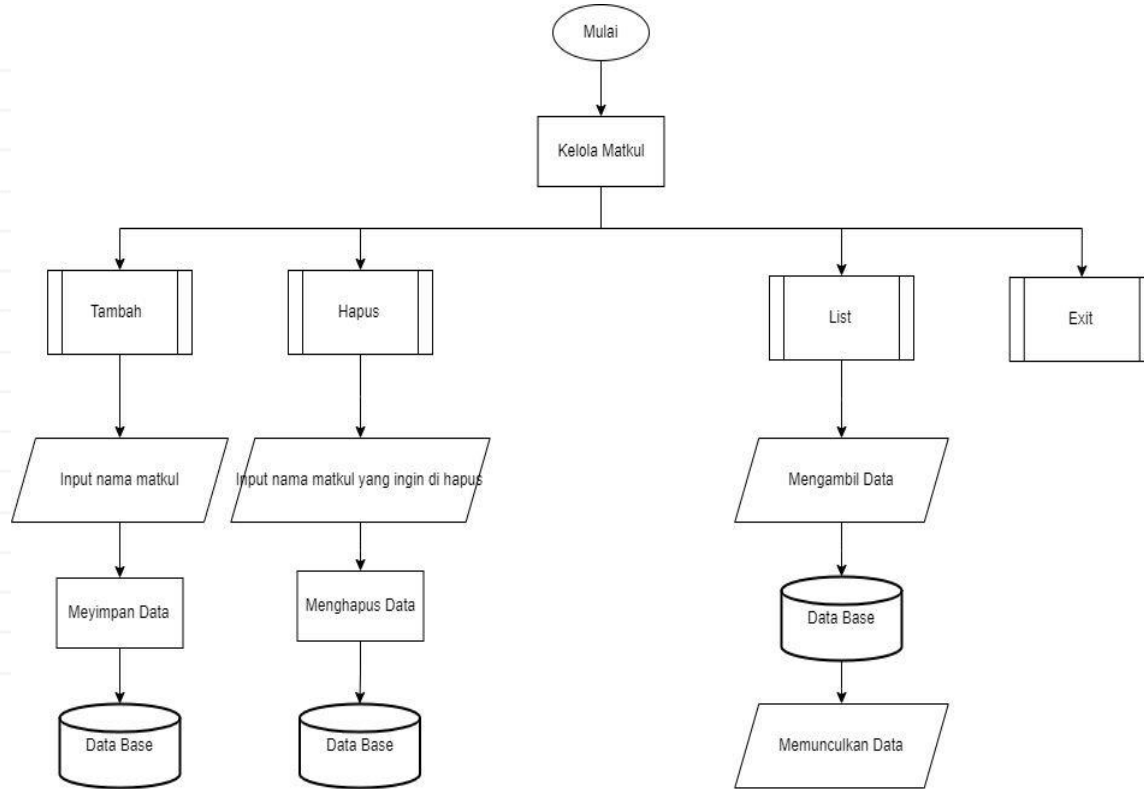 Mulai
Kelola Matkul
Tambah
Hapus
List
Exit
Input nama matkul
Input nama matkul yang ingin di hapus
Mengambil Data
Meyimpan Data
Menghapus Data
Data Base
Data Base
Data Base
Memunculkan Data